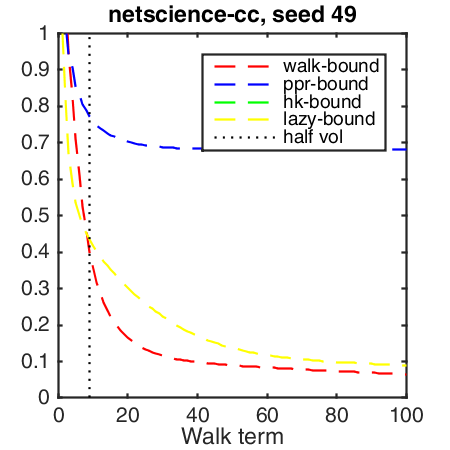 netscience-cc, seed 49
1
0.9
0.8
0.7
0.6
0.5
0.4
0.3
0.2
0.1
0
walk-bound
ppr-bound
hk-bound
lazy-bound
half vol
0 20 40 60 80 100
Walk term